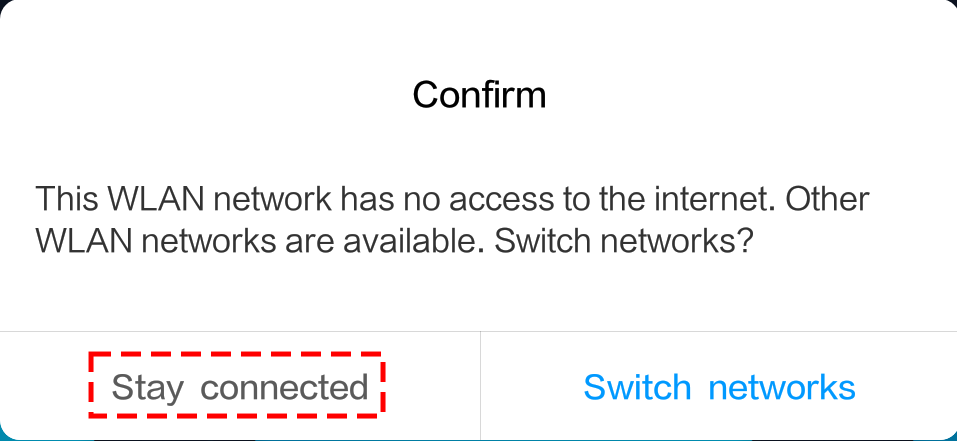 Confirm
This WLAN network has no access to the internet. Other
WLAN networks are available. Switch networks?
Stay connected
Switch networks